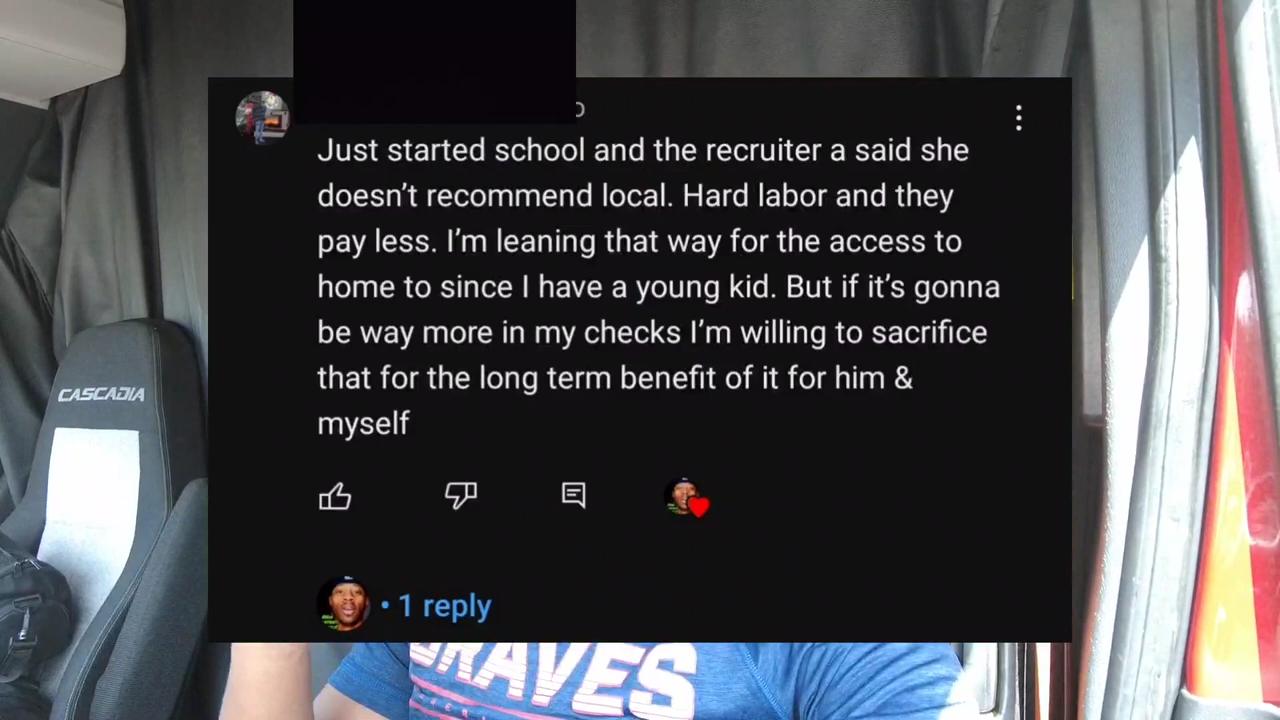 Just started school and the recruiter a said she
doesn't recommend local. Hard labor and they
pay less. I'm leaning that way for the access to
home to since I have a young kid. But if it's gonna
be way more in my checks I'm willing to sacrifice
that for the long term benefit of it for him &
myself
• 1 reply
CASCADIA
BRAVES